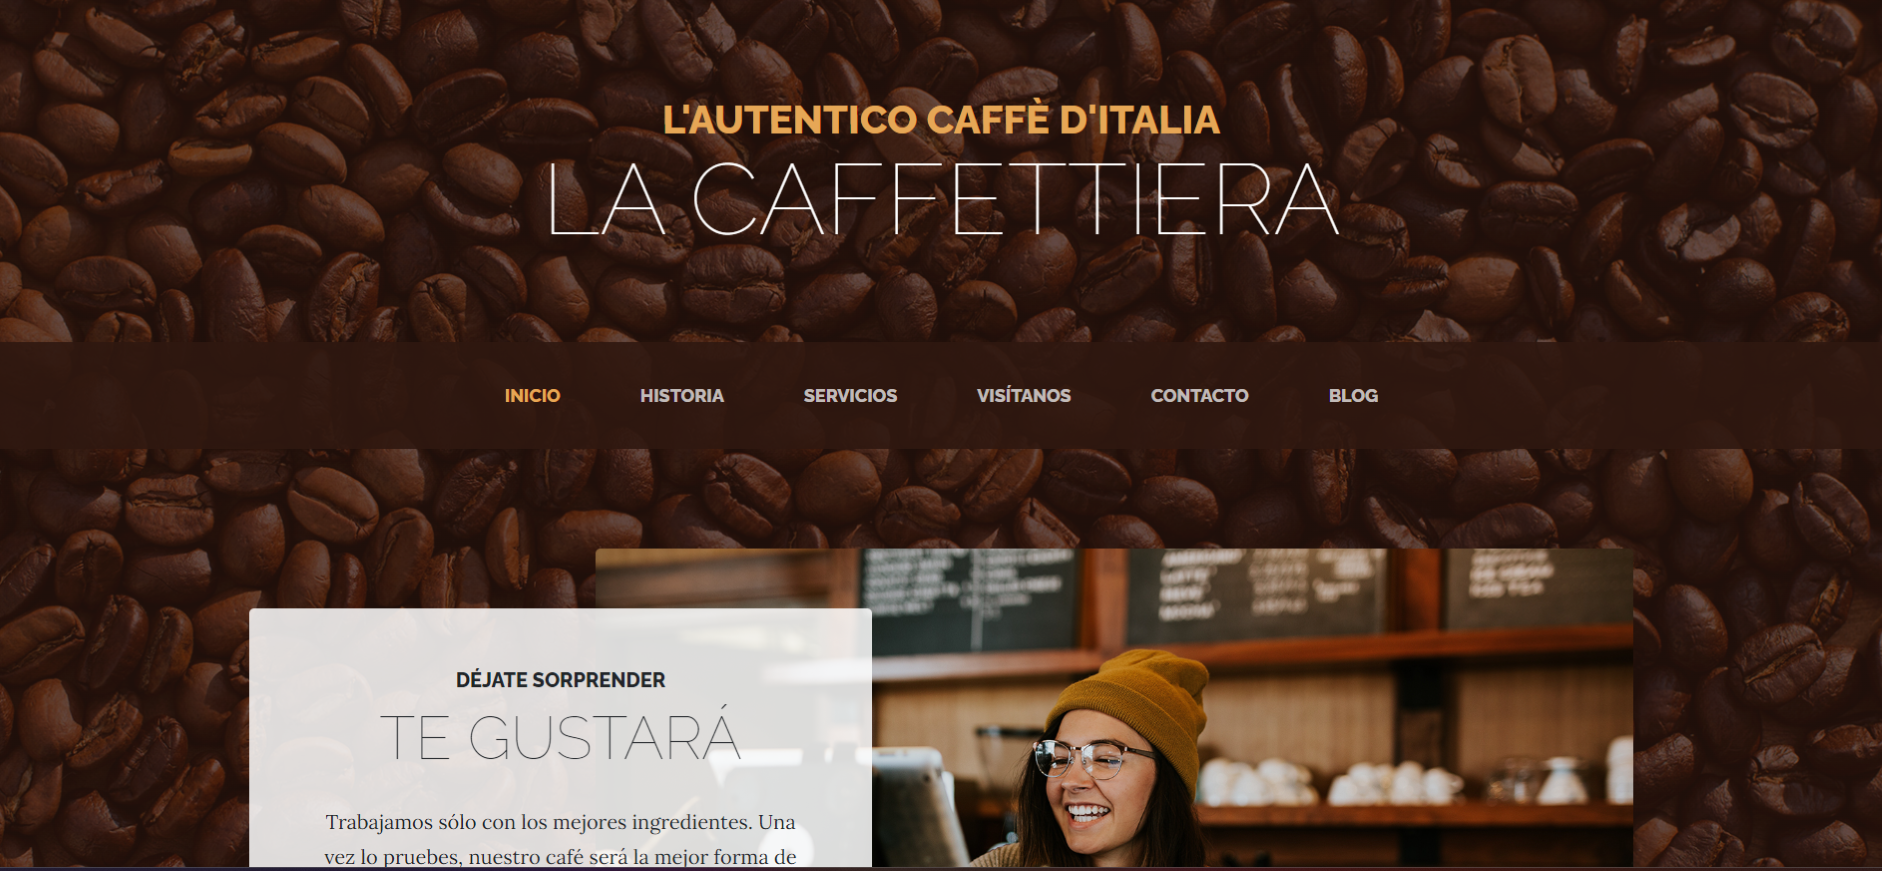 L'AUTENTICO CAFFÈ D'ITALIA
LA CAFFETTIERA
INICIO HISTORIA SERVICIOS VISÍTANOS CONTACTO BLOG
DÉJATE SORPRENDER
TE GUSTARÁ
Trabajamos sólo con los mejores ingredientes. Una
vez lo pruebes, nuestro café será la mejor forma de